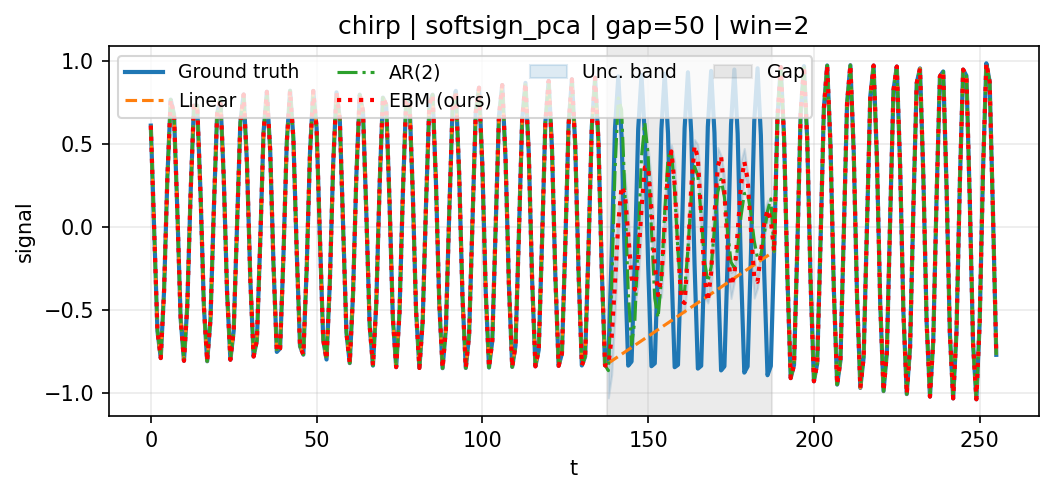 chirp | softsign_pca | gap=50 | win=2
Ground truth
Linear
AR(2)
EBM (ours)
Unc. band
Gap
1.0
0.5
0.0
−0.5
−1.0
signal
0 50 100 150 200 250
t